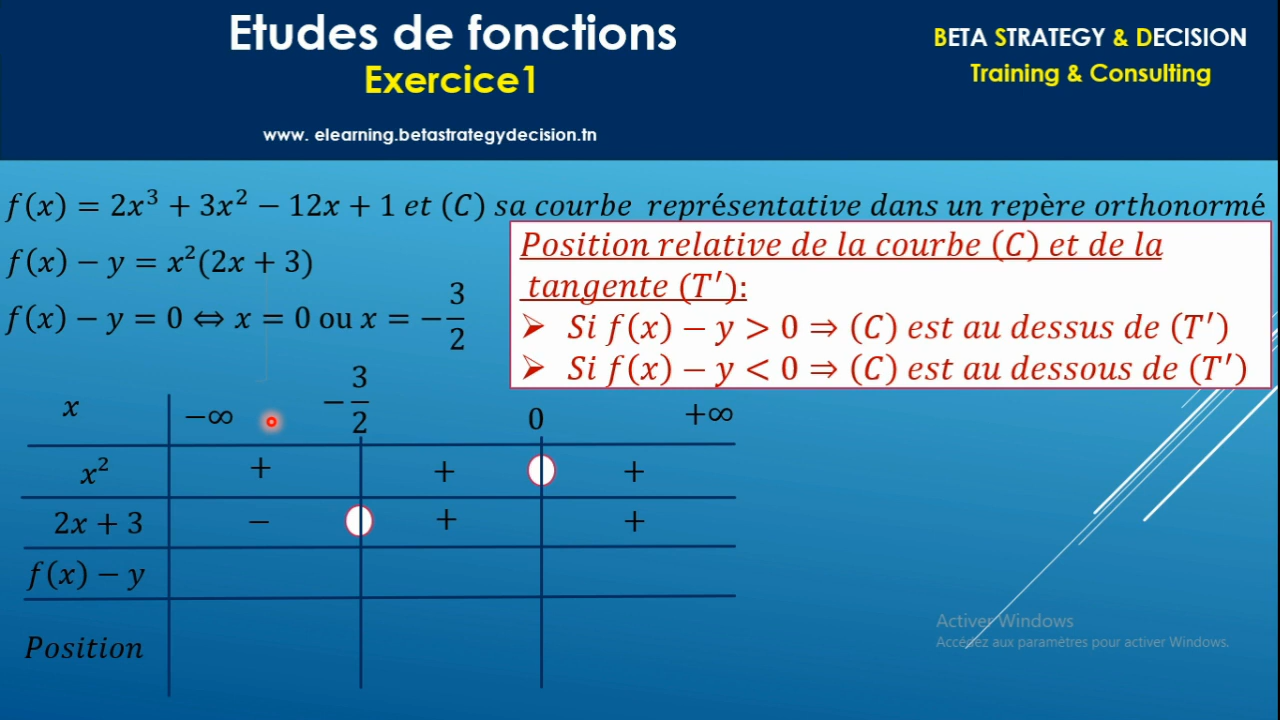 Etudes de fonctions
Exercice1
www. elearning.betastrategydecision.tn
BETA STRATEGY & DECISION
Training & Consulting
f(x) = 2x³ + 3x² − 12x + 1 et (C) sa courbe représentative dans un repère orthonormé
f(x) − y = x²(2x + 3)
f(x) − y = 0 ⇔ x = 0 ou x = −3/2
Position relative de la courbe (C) et de la
tangente (T′):
➢ Si f(x) − y > 0 ⇒ (C) est au dessus de (T′)
➢ Si f(x) − y < 0 ⇒ (C) est au dessous de (T′)
x −∞ −3/2 0 +∞
x² + + +
2x + 3 − + +
f(x) − y
Position
Activer Windows
Accédez aux paramètres pour activer Windows.